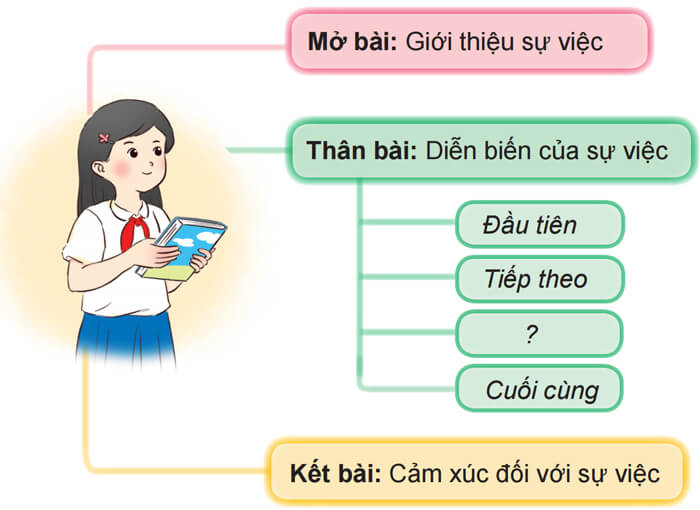 Mở bài: Giới thiệu sự việc
Thân bài: Diễn biến của sự việc
Đầu tiên
Tiếp theo
?
Cuối cùng
Kết bài: Cảm xúc đối với sự việc